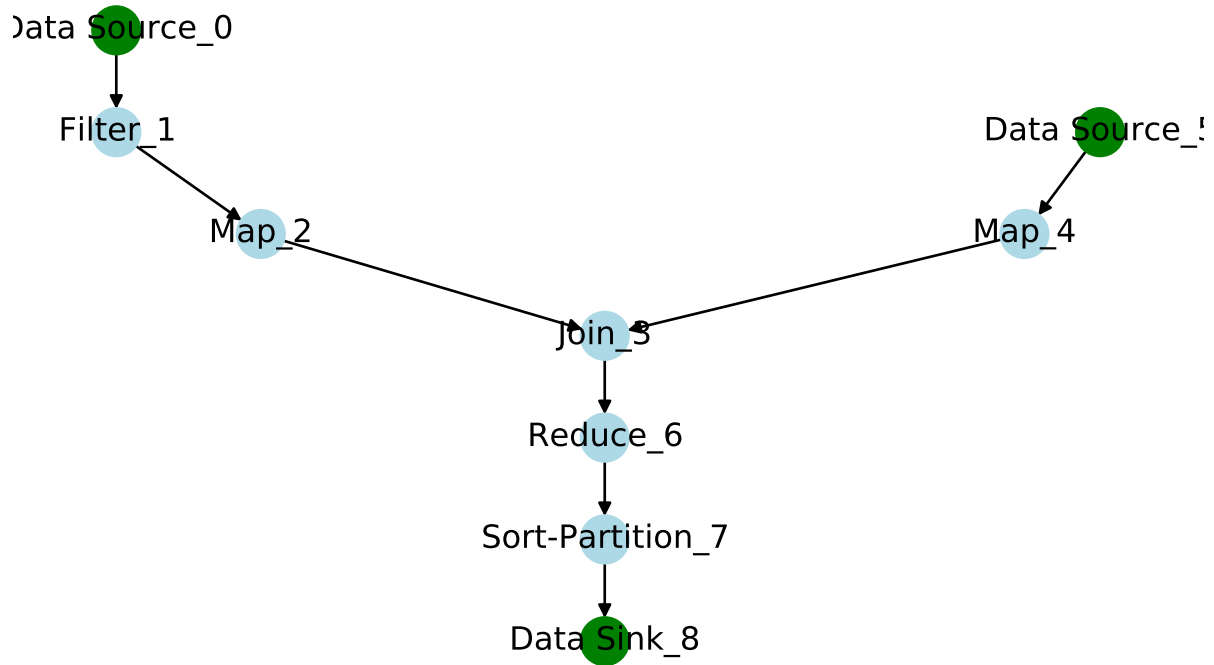 Data Source_0
Filter_1
Data Source_5
Map_2
Map_4
Join_3
Reduce_6
Sort-Partition_7
Data Sink_8